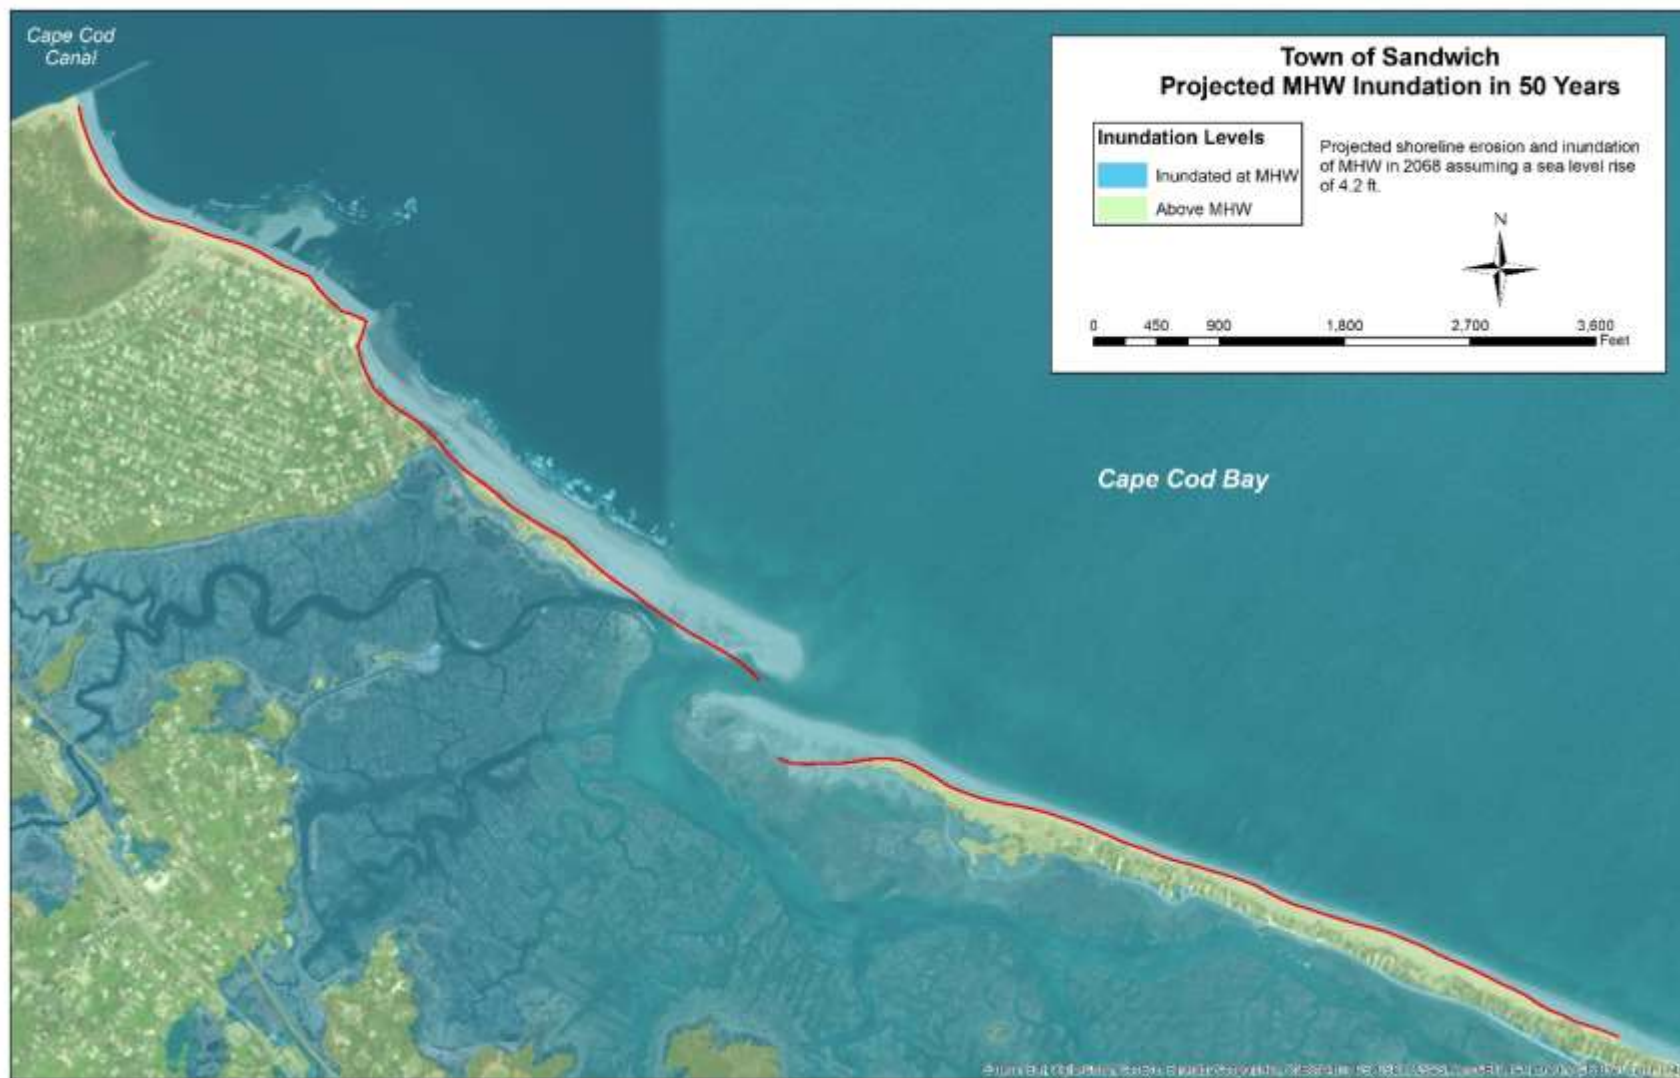 Cape Cod
Canal
Town of Sandwich
Projected MHW Inundation in 50 Years
Inundation Levels
Inundated at MHW
Above MHW
Projected shoreline erosion and inundation
of MHW in 2068 assuming a sea level rise
of 4.2 ft.
N
0 450 900 1,800 2,700 3,600
Feet
Cape Cod Bay